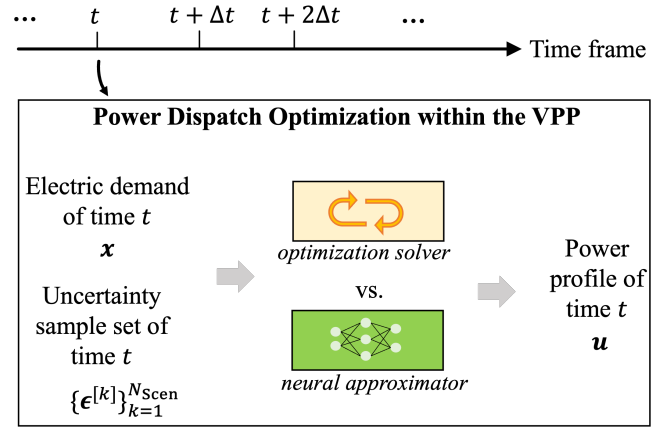 ... t t + Δt t + 2Δt ...
Time frame
Power Dispatch Optimization within the VPP
Electric demand
of time t
x
Uncertainty
sample set of
time t
{ϵ^[k]}_{k=1}^{N_Scen}
optimization solver
vs.
neural approximator
Power
profile of
time t
u